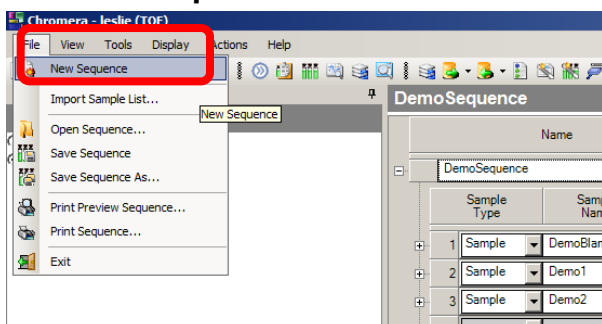 Chromera - leslie (TOF)
File View Tools Display Actions Help
New Sequence
Import Sample List...
New Sequence
Open Sequence...
Save Sequence
Save Sequence As...
Print Preview Sequence...
Print Sequence...
Exit
DemoSequence
Name
DemoSequence
Sample
Type
1 Sample
2 Sample Demo1
3 Sample Demo2